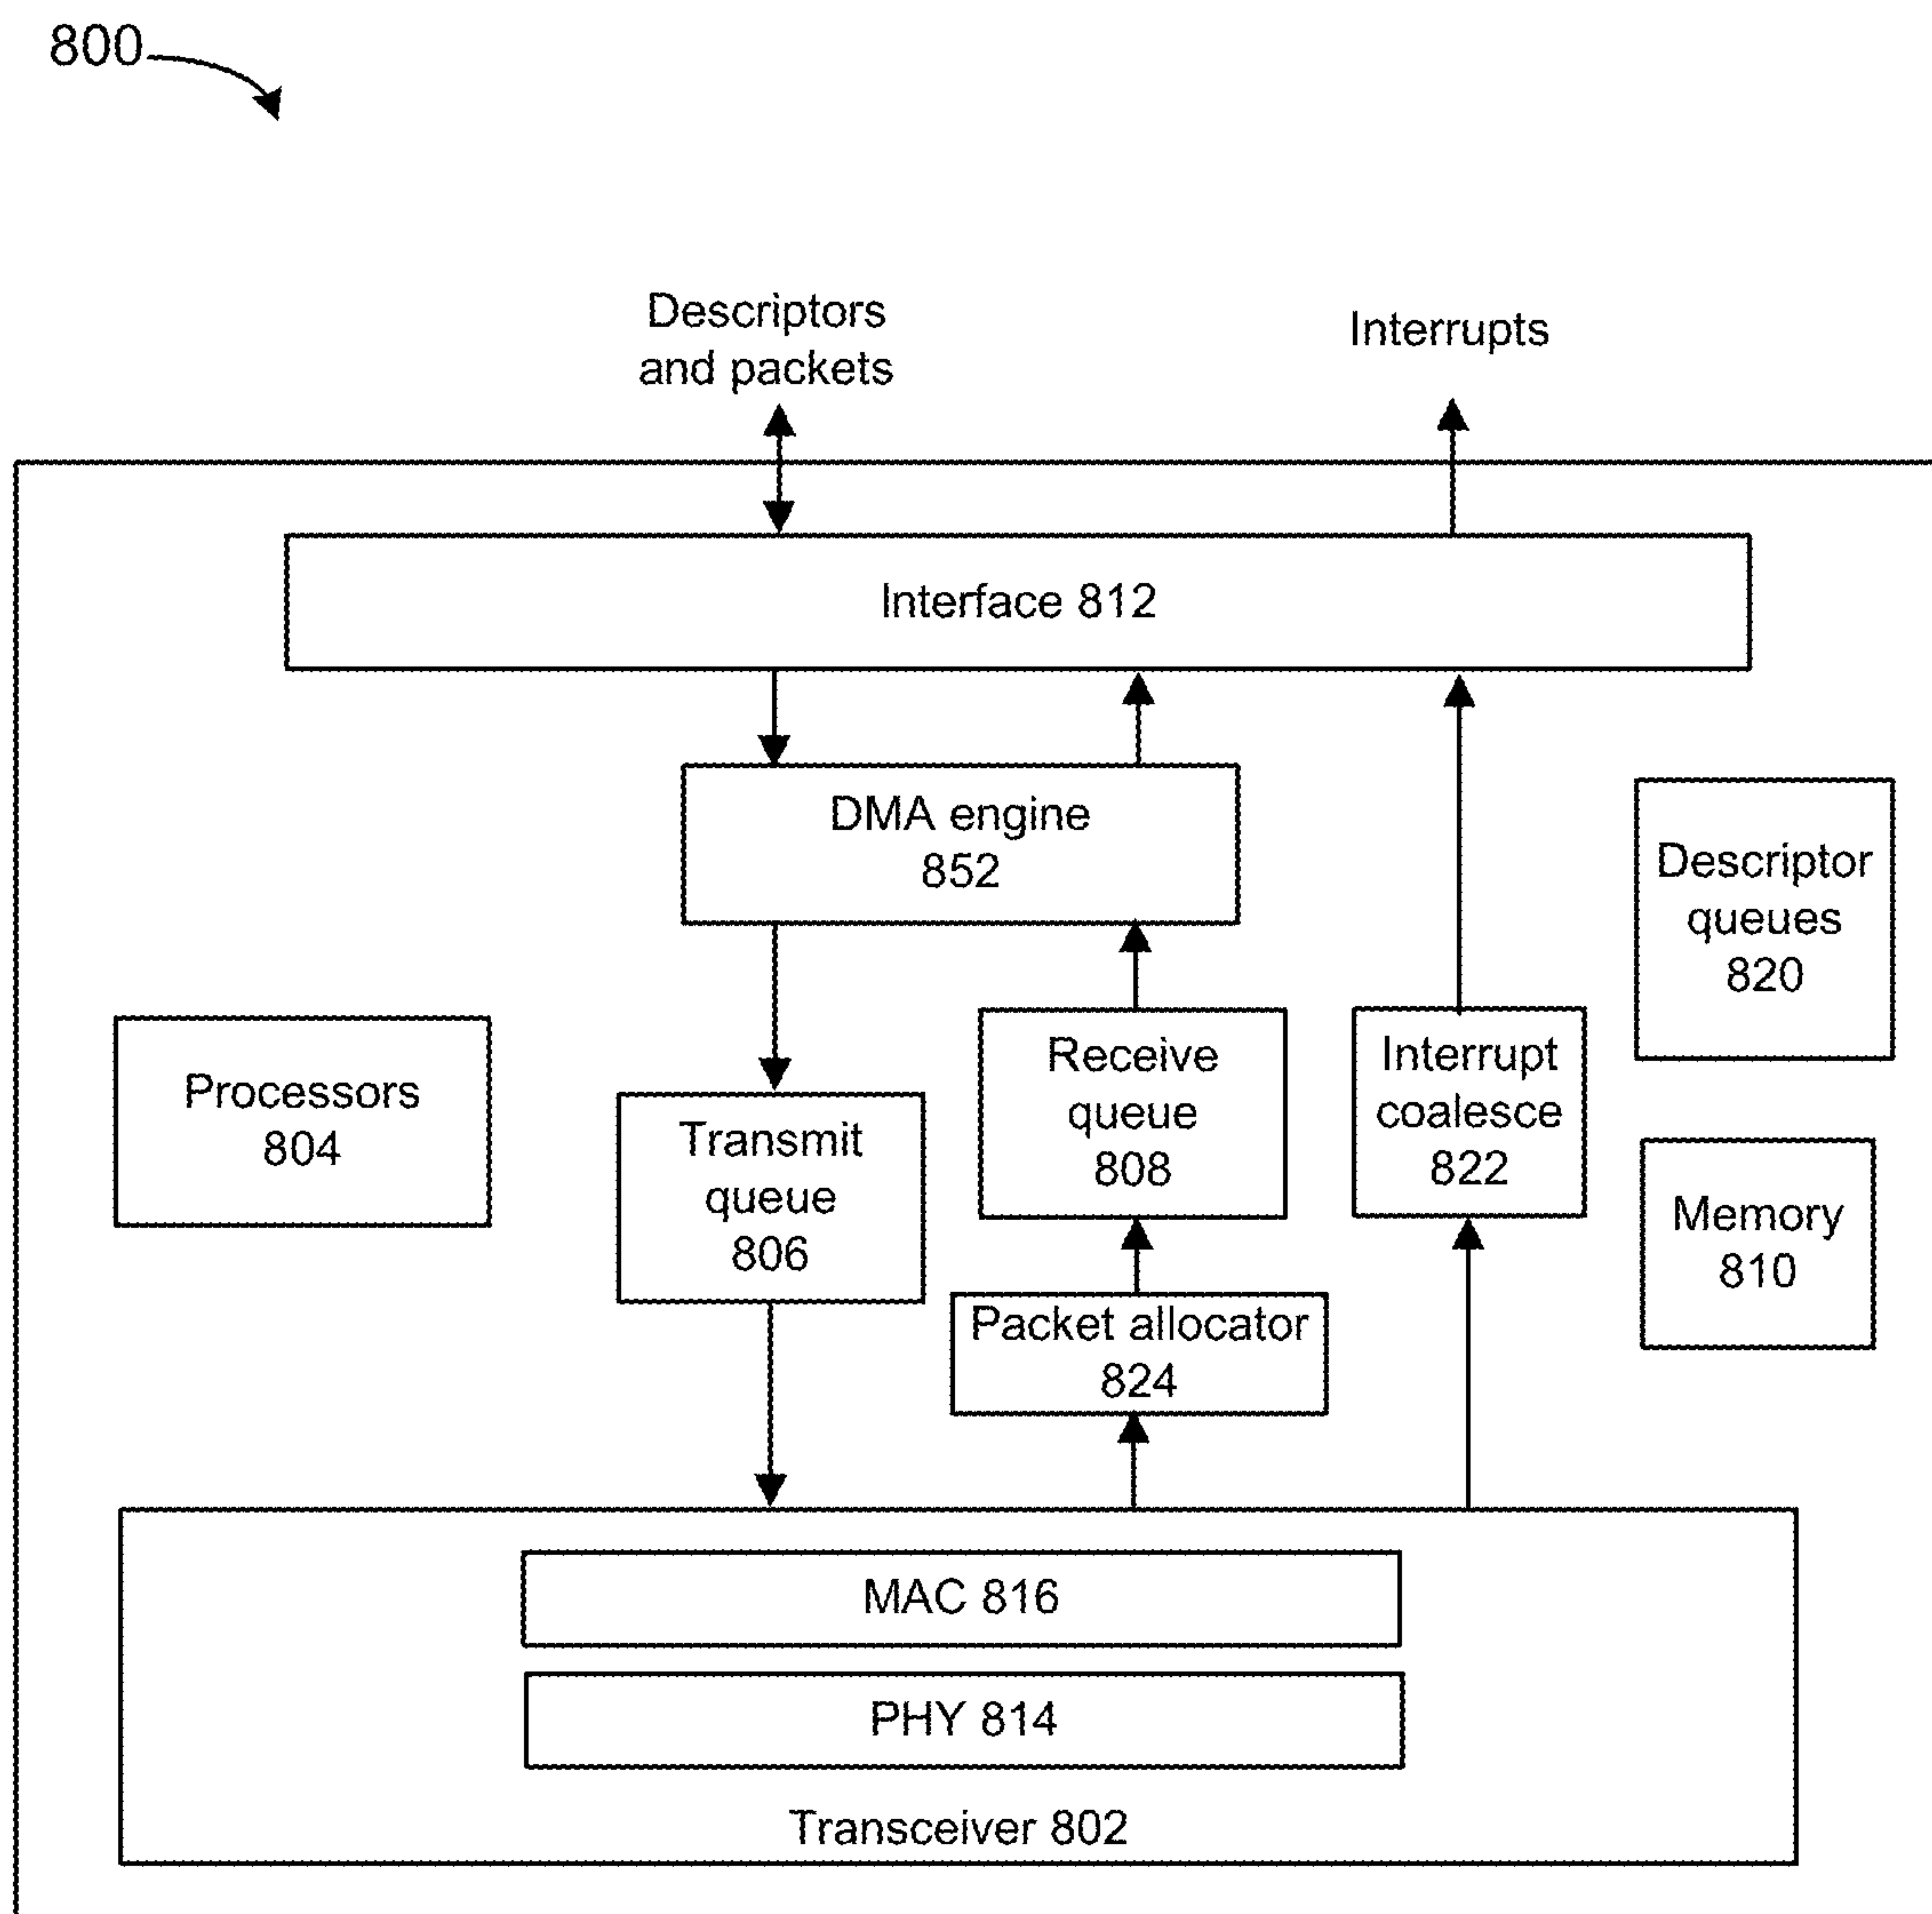 800
Descriptors
and packets
Interrupts
Interface 812
DMA engine
852
Descriptor
queues
820
Processors
804
Transmit
queue
806
Receive
queue
808
Interrupt
coalesce
822
Memory
810
Packet allocator
824
MAC 816
PHY 814
Transceiver 802